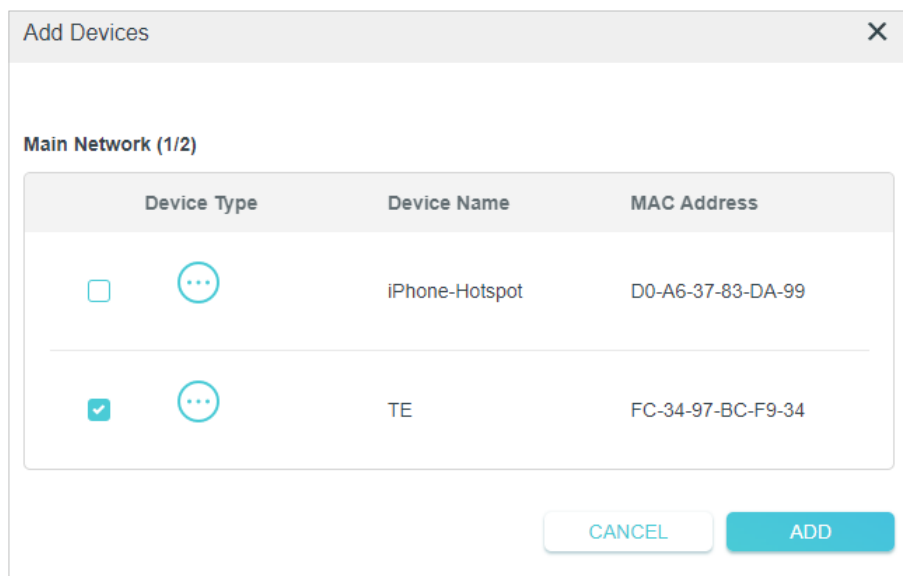 Add Devices
Main Network (1/2)
Device Type Device Name MAC Address
iPhone-Hotspot D0-A6-37-83-DA-99
TE FC-34-97-BC-F9-34
CANCEL ADD